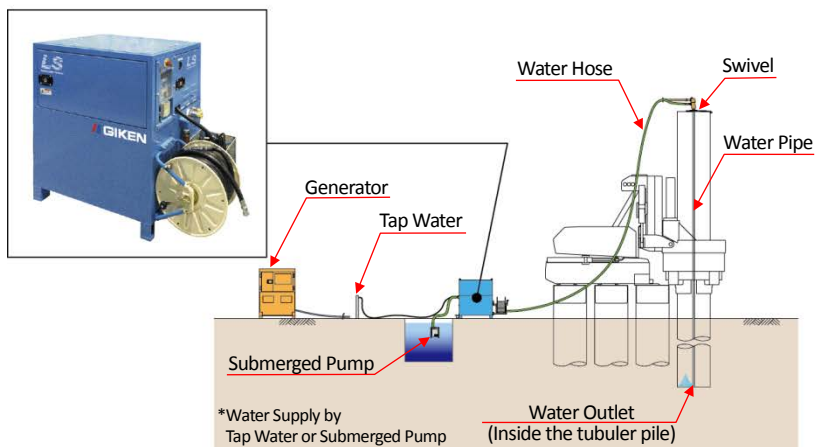 LS
LS
GIKEN
Water Hose
Swivel
Water Pipe
Generator
Tap Water
Submerged Pump
*Water Supply by
Tap Water or Submerged Pump
Water Outlet
(Inside the tubuler pile)